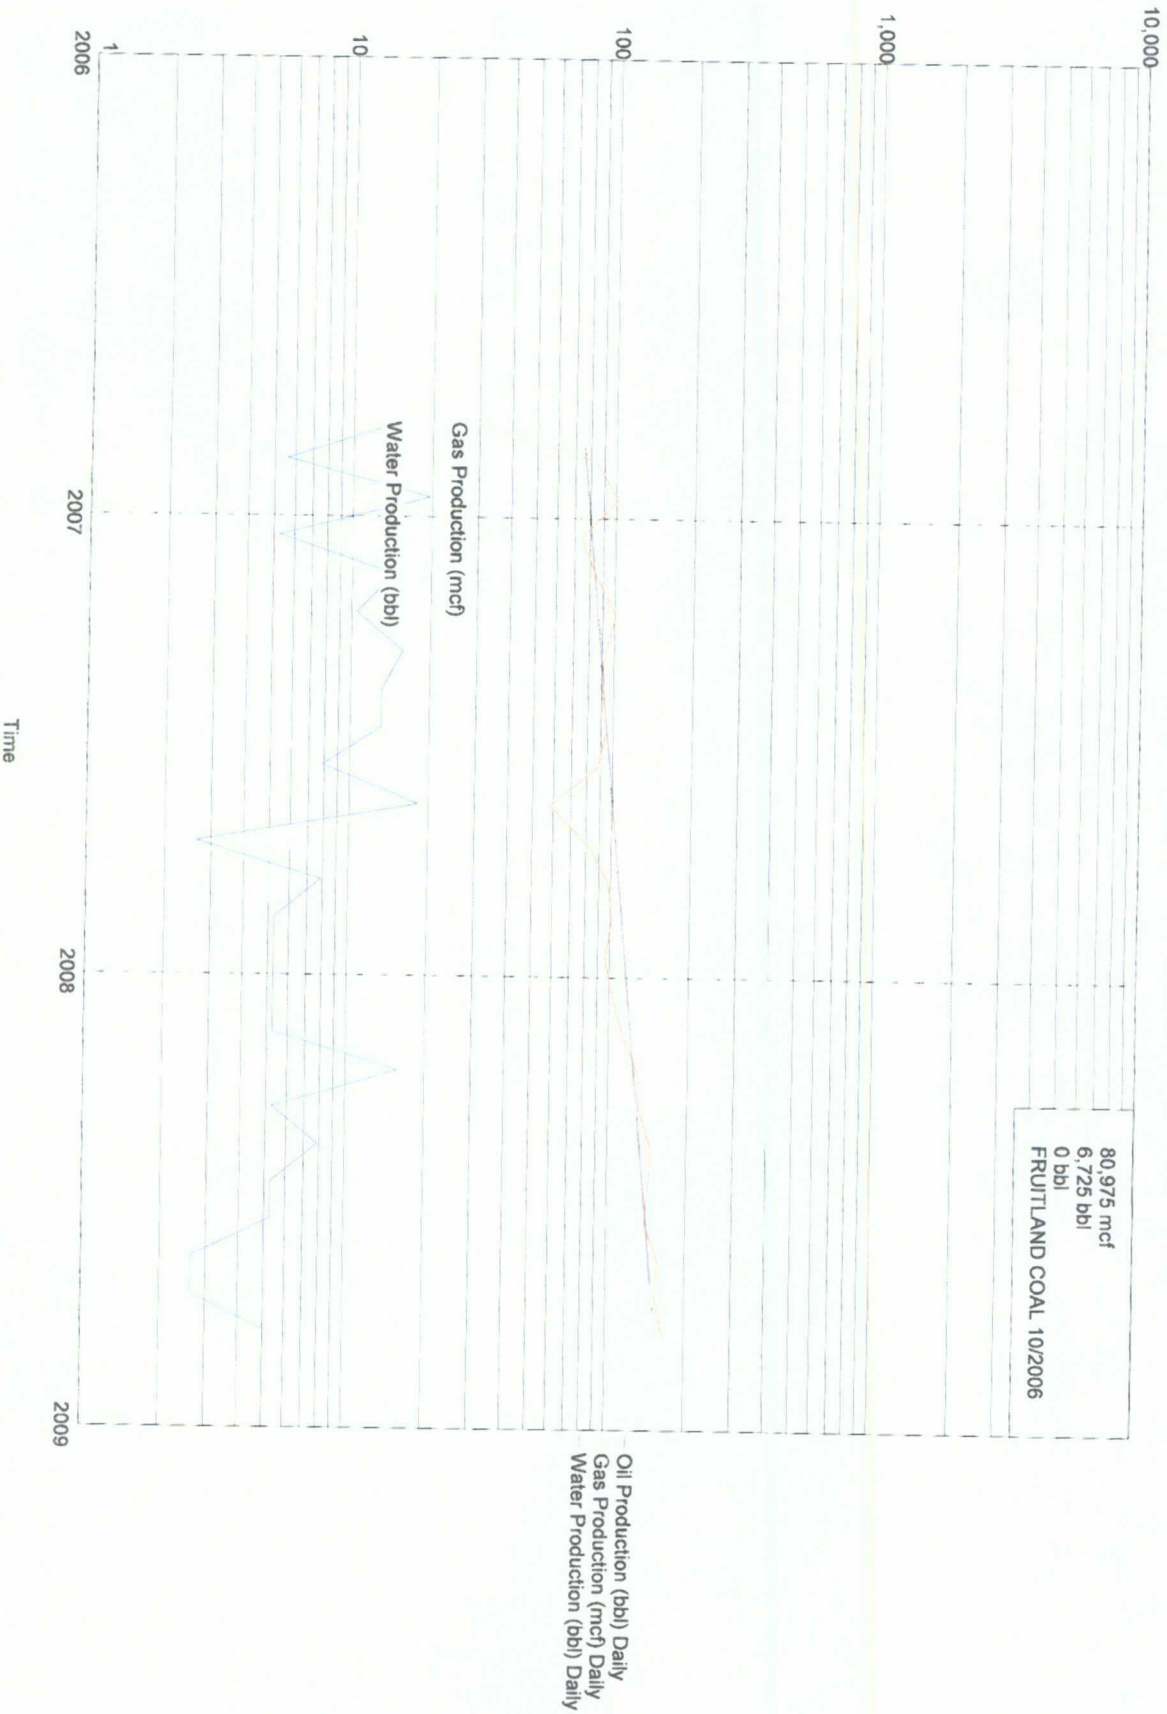 10,000
1,000
100
10
1
2006
2007
2008
2009
Time
Gas Production (mcf)
Water Production (bbl)
80,975 mcf
6,725 bbl
0 bbl
FRUITLAND COAL 10/2006
Oil Production (bbl) Daily
Gas Production (mcf) Daily
Water Production (bbl) Daily